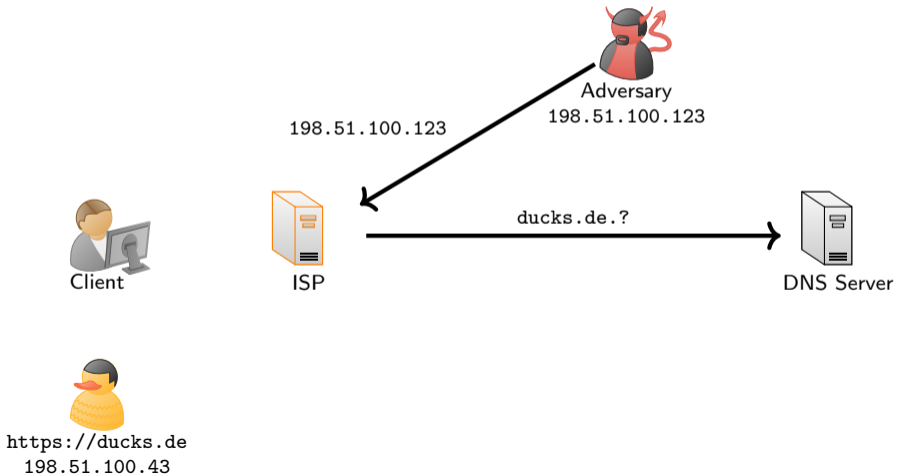 Adversary
198.51.100.123
198.51.100.123
ducks.de.?
Client
ISP
DNS Server
https://ducks.de
198.51.100.43